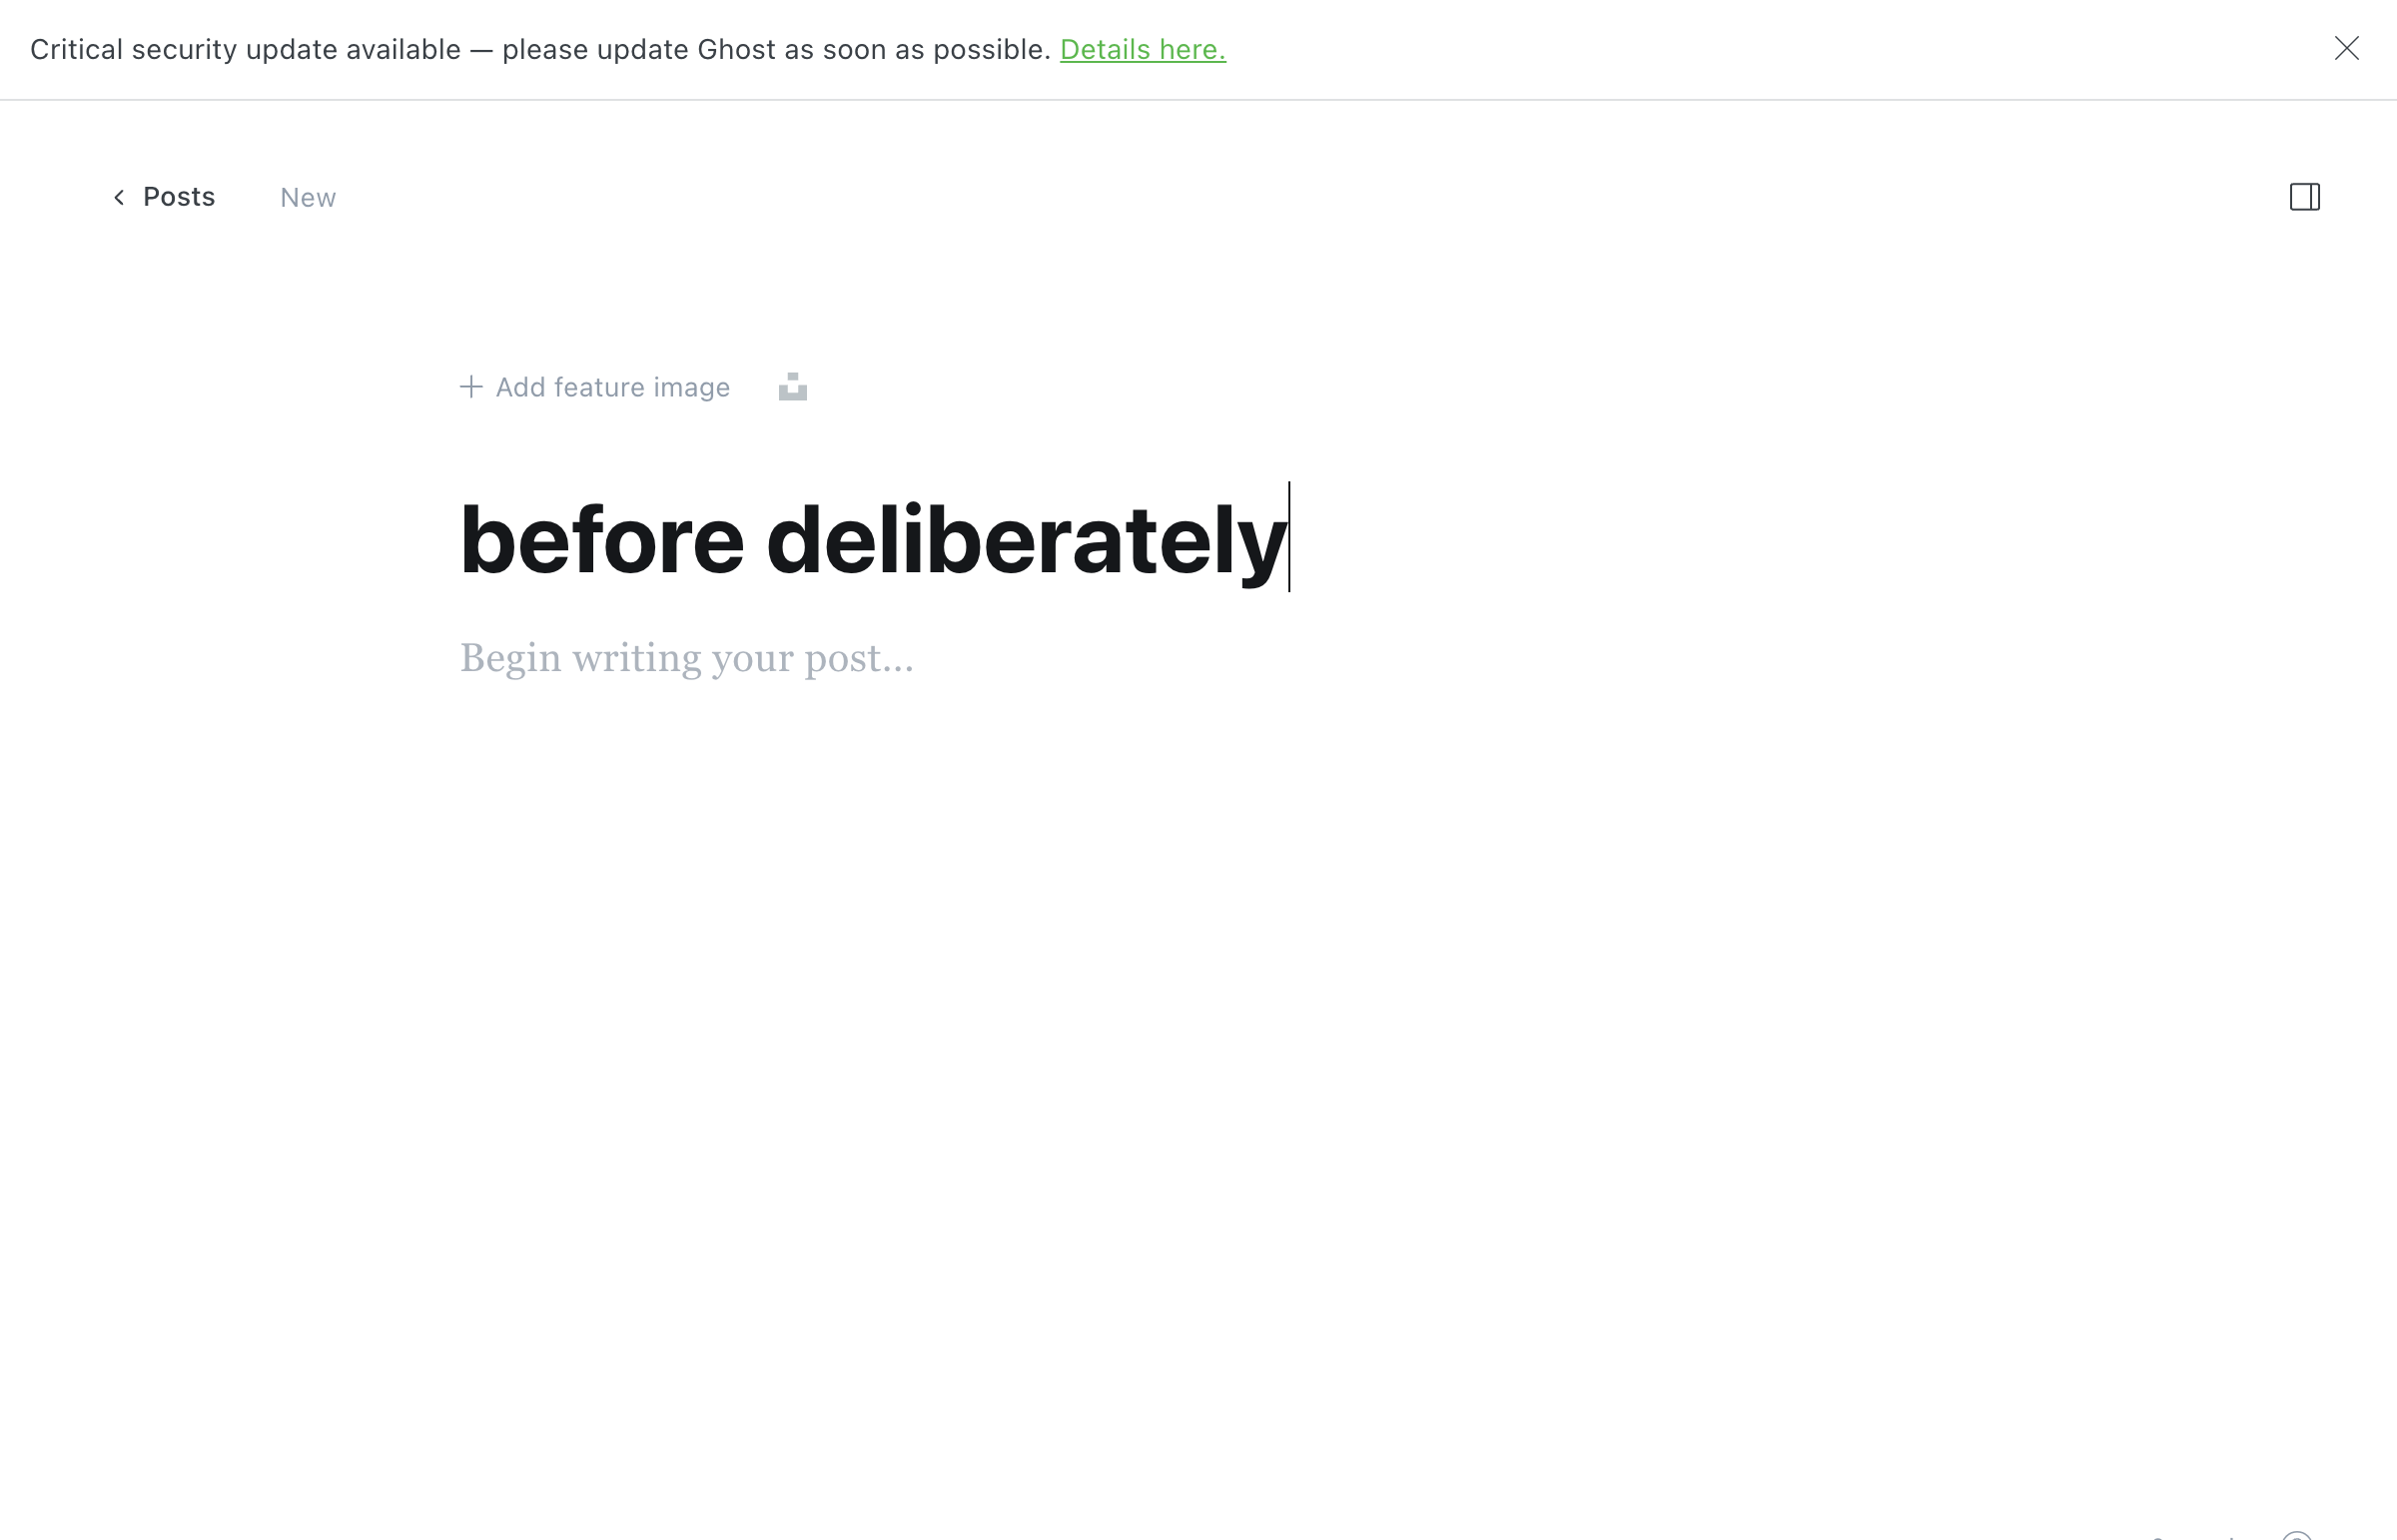 Critical security update available — please update Ghost as soon as possible. Details here.
Posts New
Add feature image
before deliberately
Begin writing your post...